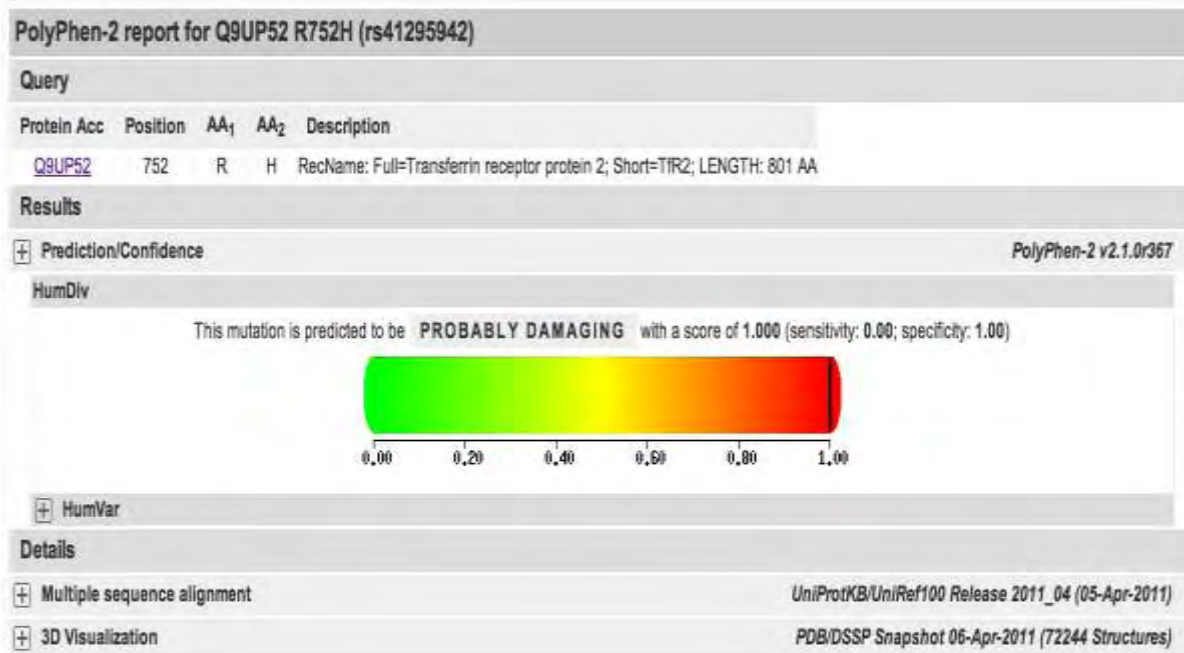 PolyPhen-2 report for Q9UP52 R752H (rs41295942)
Query
Protein Acc Position AA1 AA2 Description
Q9UP52 752 R H RecName: Full=Transferrin receptor protein 2; Short=TfR2; LENGTH: 801 AA
Results
+ Prediction/Confidence PolyPhen-2 v2.1.0r367
HumDiv
This mutation is predicted to be PROBABLY DAMAGING with a score of 1.000 (sensitivity: 0.00; specificity: 1.00)
0.00 0.20 0.40 0.60 0.80 1.00
+ HumVar
Details
+ Multiple sequence alignment UniProtKB/UniRef100 Release 2011_04 (05-Apr-2011)
+ 3D Visualization PDB/DSSP Snapshot 06-Apr-2011 (72244 Structures)